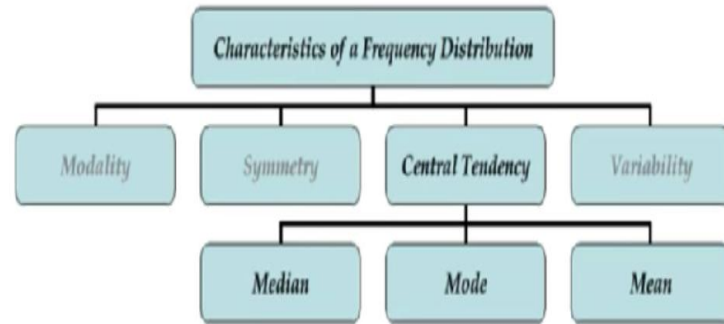 Characteristics of a Frequency Distribution
Modality
Symmetry
Central Tendency
Variability
Median
Mode
Mean